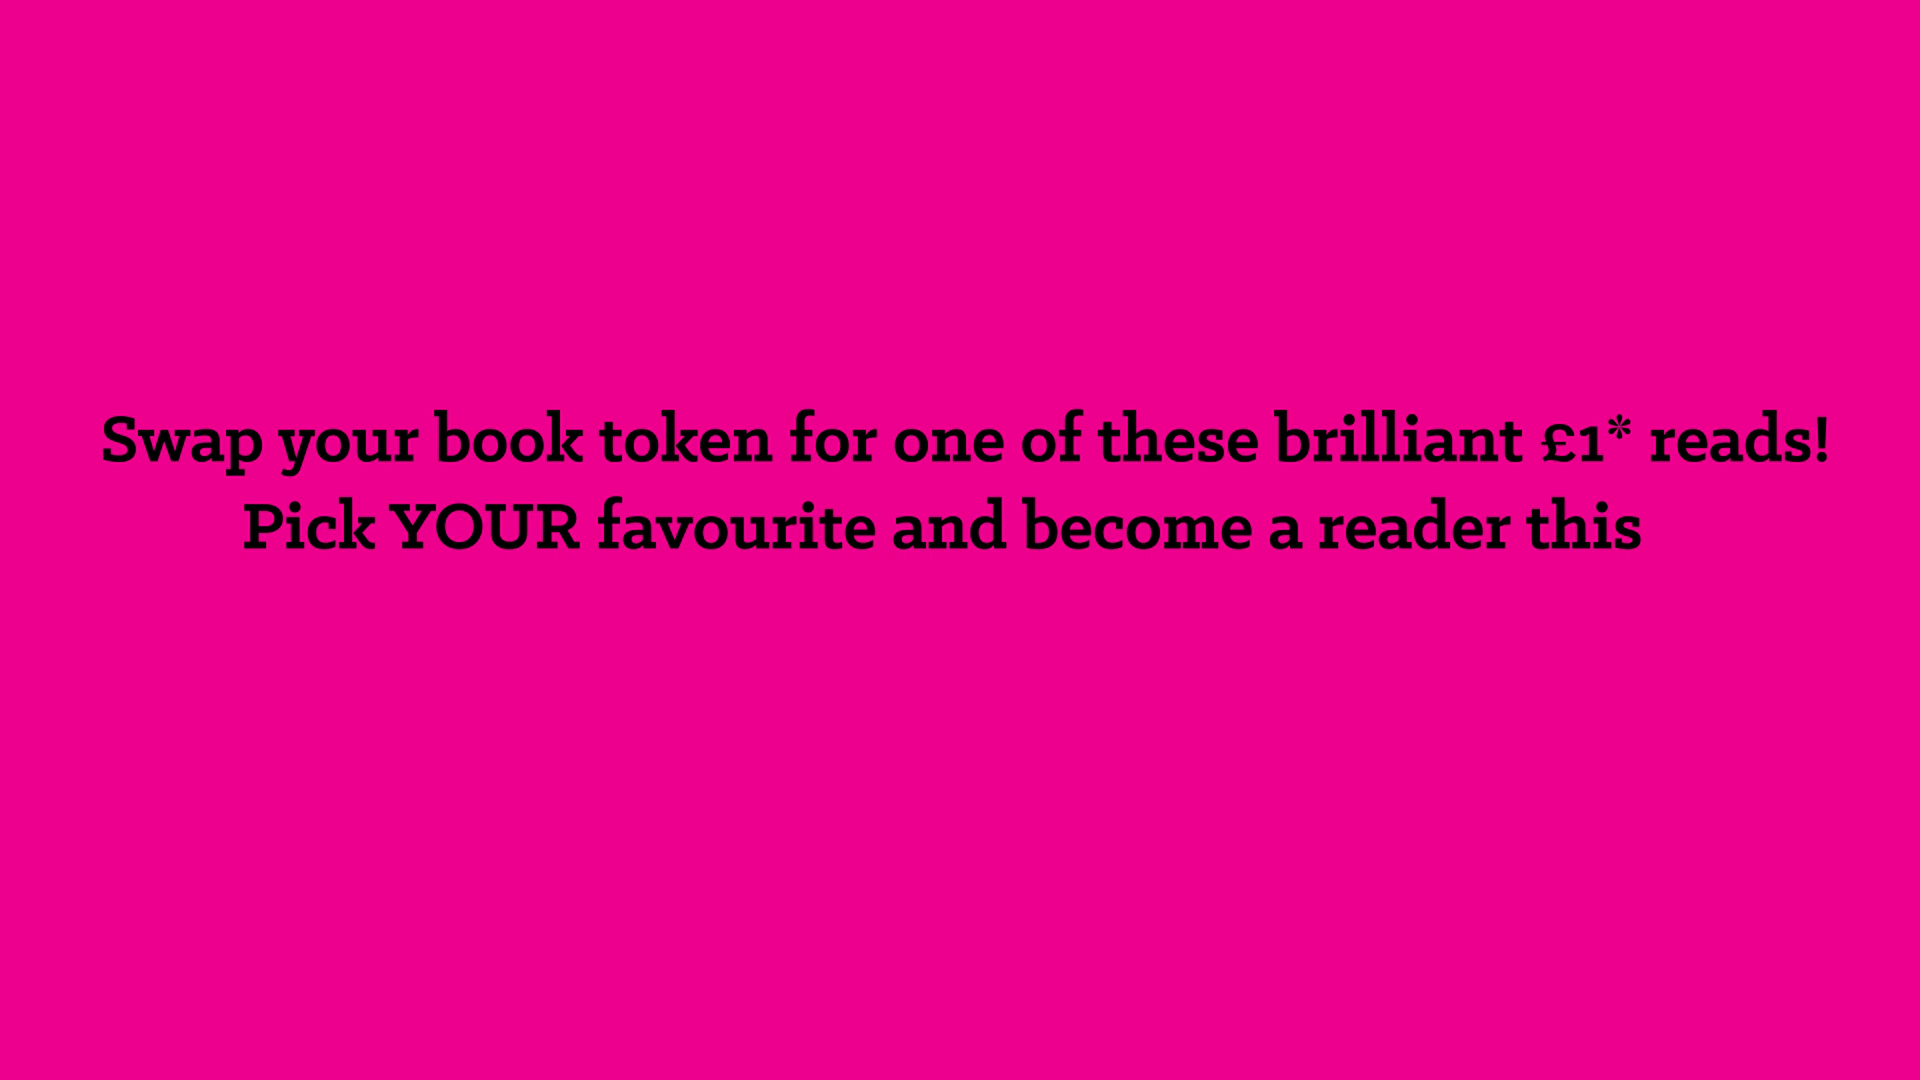 Swap your book token for one of these brilliant £1* reads!
Pick YOUR favourite and become a reader this